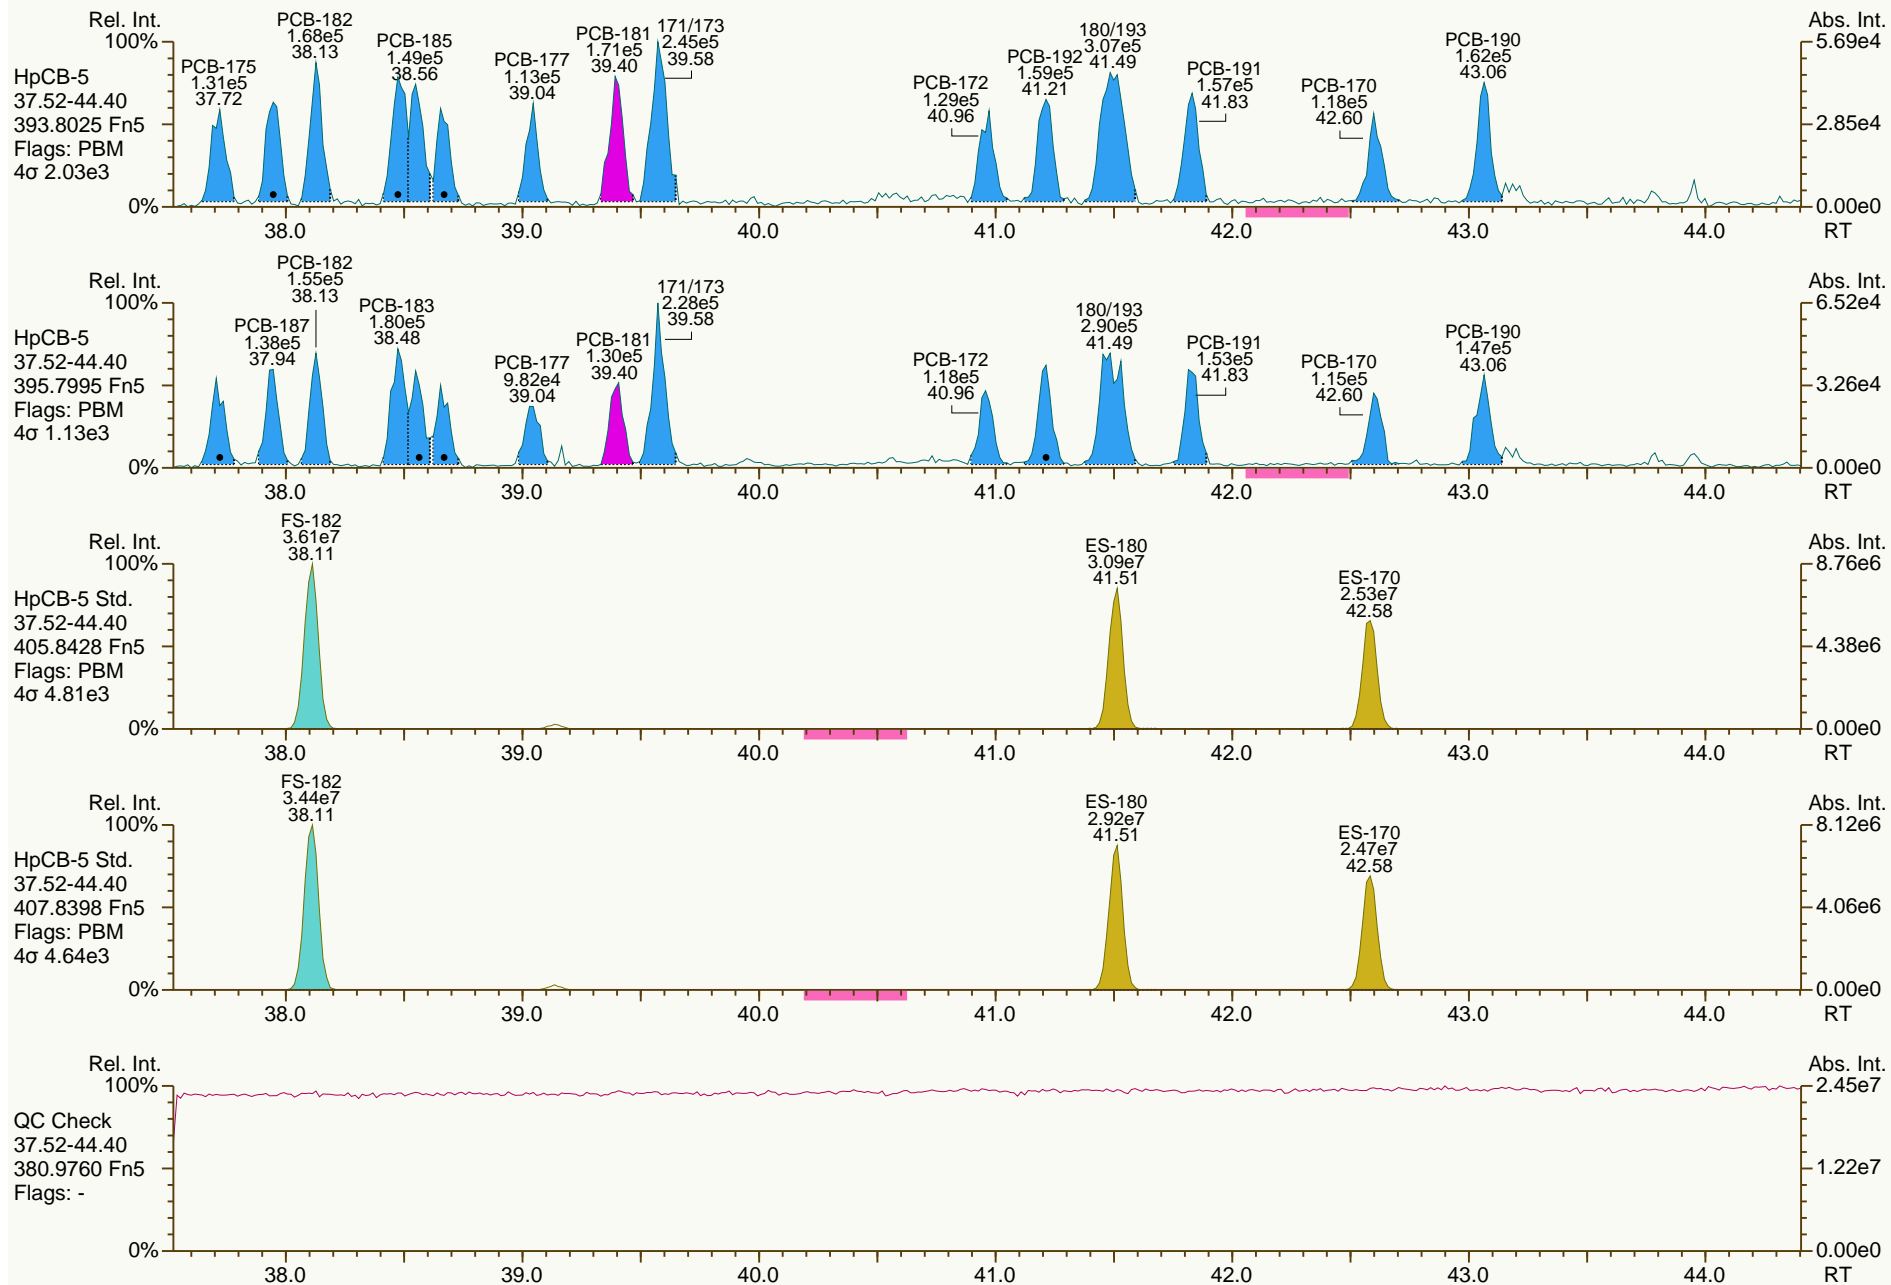 Rel. Int.
Abs. Int.
100%
5.69e4
HpCB-5
37.52-44.40
393.8025 Fn5
Flags: PBM
4σ 2.03e3
2.85e4
0%
0.00e0
PCB-175
1.31e5
37.72
PCB-182
1.68e5
38.13
PCB-185
1.49e5
38.56
PCB-177
1.13e5
39.04
PCB-181
1.71e5
39.40
171/173
2.45e5
39.58
PCB-172
1.29e5
40.96
PCB-192
1.59e5
41.21
180/193
3.07e5
41.49
PCB-191
1.57e5
41.83
PCB-170
1.18e5
42.60
PCB-190
1.62e5
43.06
38.0 39.0 40.0 41.0 42.0 43.0 44.0 RT
Rel. Int.
Abs. Int.
100%
6.52e4
HpCB-5
37.52-44.40
395.7995 Fn5
Flags: PBM
4σ 1.13e3
3.26e4
0%
0.00e0
PCB-187
1.38e5
37.94
PCB-182
1.55e5
38.13
PCB-183
1.80e5
38.48
PCB-177
9.82e4
39.04
PCB-181
1.30e5
39.40
171/173
2.28e5
39.58
PCB-172
1.18e5
40.96
180/193
2.90e5
41.49
PCB-191
1.53e5
41.83
PCB-170
1.15e5
42.60
PCB-190
1.47e5
43.06
38.0 39.0 40.0 41.0 42.0 43.0 44.0 RT
Rel. Int.
Abs. Int.
100%
8.76e6
HpCB-5 Std.
37.52-44.40
405.8428 Fn5
Flags: PBM
4σ 4.81e3
4.38e6
0%
0.00e0
FS-182
3.61e7
38.11
ES-180
3.09e7
41.51
ES-170
2.53e7
42.58
38.0 39.0 40.0 41.0 42.0 43.0 44.0 RT
Rel. Int.
Abs. Int.
100%
8.12e6
HpCB-5 Std.
37.52-44.40
407.8398 Fn5
Flags: PBM
4σ 4.64e3
4.06e6
0%
0.00e0
FS-182
3.44e7
38.11
ES-180
2.92e7
41.51
ES-170
2.47e7
42.58
38.0 39.0 40.0 41.0 42.0 43.0 44.0 RT
Rel. Int.
Abs. Int.
100%
2.45e7
QC Check
37.52-44.40
380.9760 Fn5
Flags: -
1.22e7
0%
0.00e0
38.0 39.0 40.0 41.0 42.0 43.0 44.0 RT